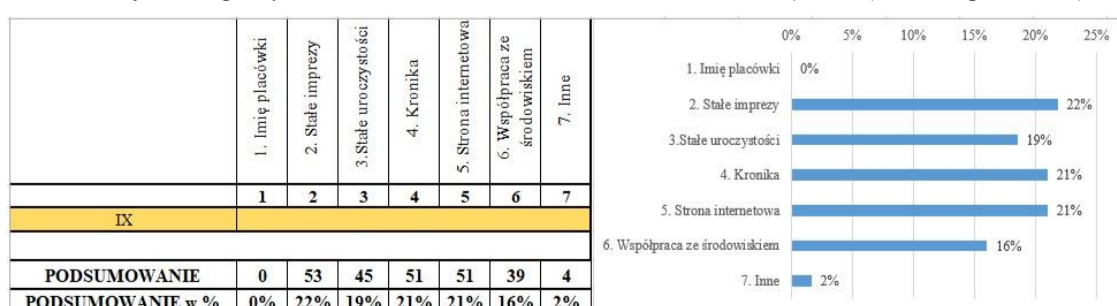 1. Imię placówki
2. Stałe imprezy
3.Stałe uroczystości
4. Kronika
5. Strona internetowa
6. Współpraca ze
środowiskiem
7. Inne
1 2 3 4 5 6 7
IX
PODSUMOWANIE 0 53 45 51 51 39 4
PODSUMOWANIE w % 0% 22% 19% 21% 21% 16% 2%
0% 5% 10% 15% 20% 25%
1. Imię placówki 0%
2. Stałe imprezy 22%
3.Stałe uroczystości 19%
4. Kronika 21%
5. Strona internetowa 21%
6. Współpraca ze środowiskiem 16%
7. Inne 2%